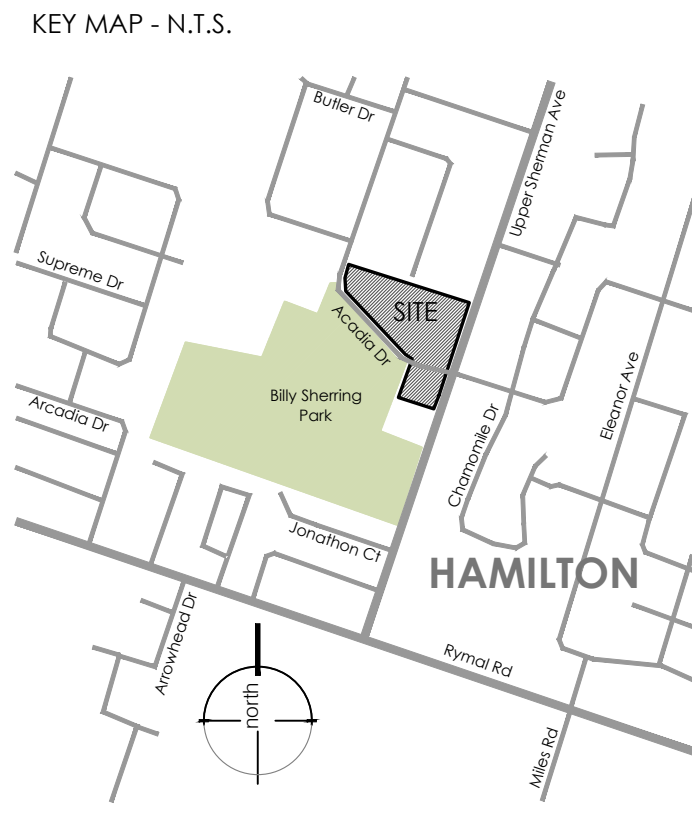 KEY MAP - N.T.S.
Butler Dr
Upper Sherman Ave
Supreme Dr
SITE
Acadia Dr
Billy Sherring
Park
Eleanor Ave
Arcadia Dr
Chamomile Dr
Jonathon Ct
HAMILTON
Arrowhead Dr
Rymal Rd
north
Miles Rd